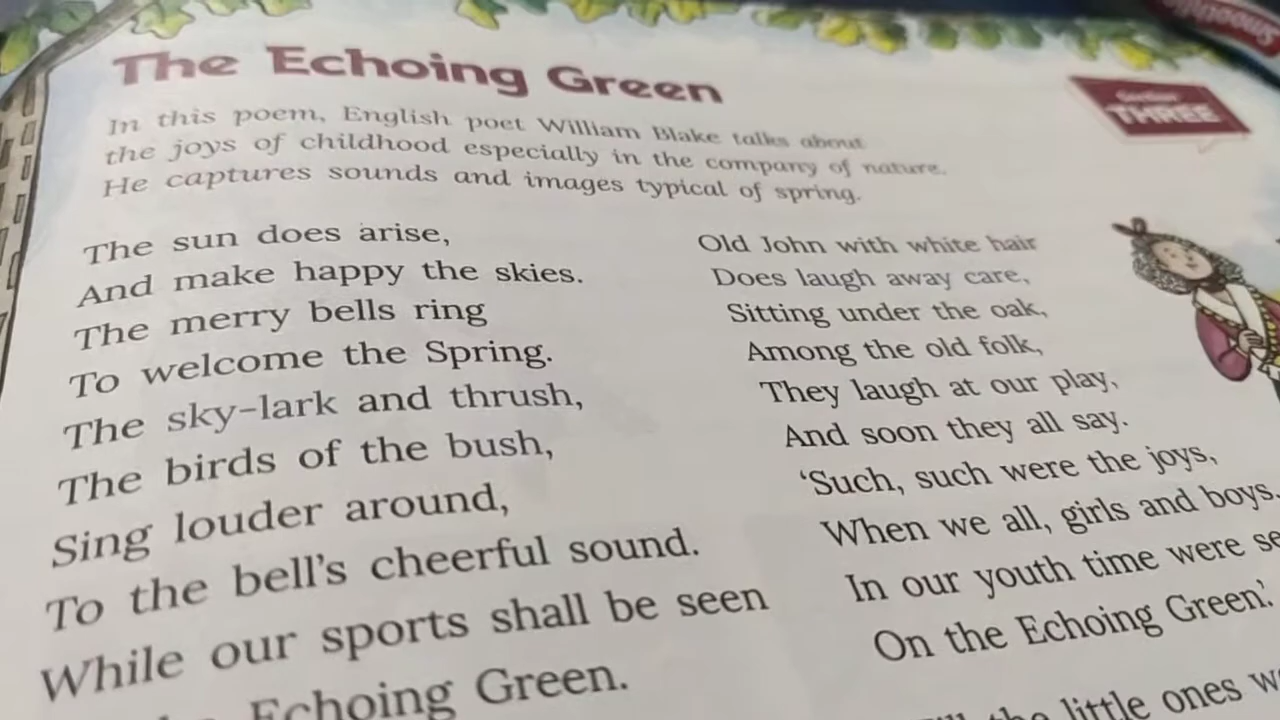 The Echoing Green
THREE
In this poem, English poet William Blake talks about
the joys of childhood especially in the company of nature.
He captures sounds and images typical of spring.
The sun does arise,
And make happy the skies.
The merry bells ring
To welcome the Spring.
The sky-lark and thrush,
The birds of the bush,
Sing louder around,
To the bell's cheerful sound.
While our sports shall be seen
Echoing Green.
Old John with white hair
Does laugh away care,
Sitting under the oak,
Among the old folk,
They laugh at our play,
And soon they all say.
‘Such, such were the joys,
When we all, girls and boys,
In our youth time were
On the Echoing Green.’
the little ones